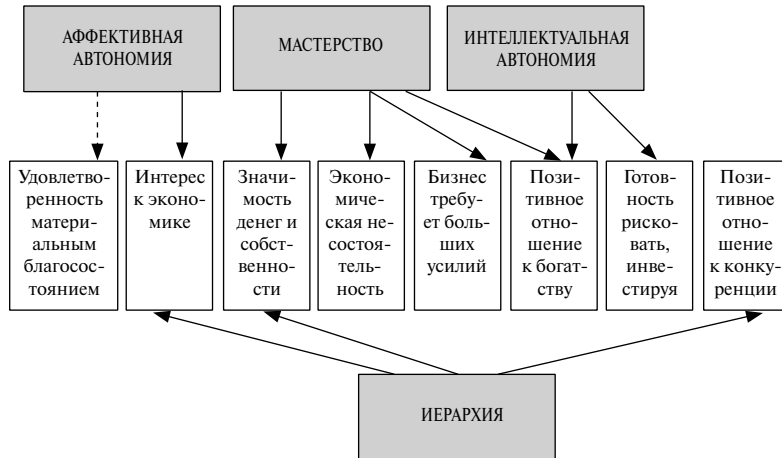 АФФЕКТИВНАЯ
АВТОНОМИЯ
МАСТЕРСТВО
ИНТЕЛЛЕКТУАЛЬНАЯ
АВТОНОМИЯ
Удовлетво-
ренность
матери-
альным
благосос-
тоянием
Интерес
к эконо-
мике
Значи-
мость
денег и
собст-
венно-
сти
Эконо-
миче-
ская не-
состоя-
тель-
ность
Бизнес
требу-
ет боль-
ших
усилий
Пози-
тивное
отно-
шение
к богат-
ству
Готов-
ность
риско-
вать,
инве-
стируя
Пози-
тивное
отно-
шение
к конку-
ренции
ИЕРАРХИЯ